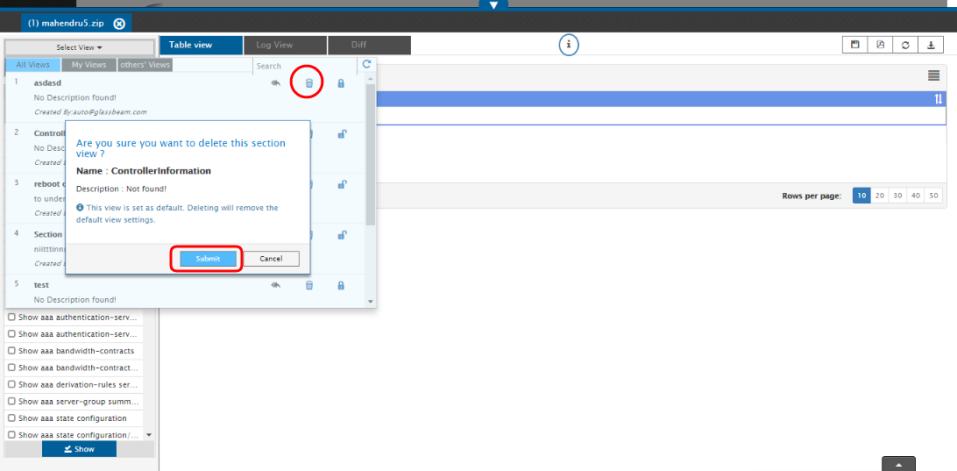 (1) mahendru5.zip
Select View
Table view
Log View
Diff
i
All Views
My Views
others' Views
Search
1 asdasd
No Description found!
Created By:auto@glassbeam.com
2 Controll
No Desc
Created
3 reboot
to under
Created
4 Section
niitttinn
Created
5 test
No Description found!
Are you sure you want to delete this section
view ?
Name : ControllerInformation
Description : Not found!
This view is set as default. Deleting will remove the
default view settings.
Submit
Cancel
Rows per page: 10 20 30 40 50
Show aaa authentication-serv...
Show aaa authentication-serv...
Show aaa bandwidth-contracts
Show aaa bandwidth-contract...
Show aaa derivation-rules ser...
Show aaa server-group summ...
Show aaa state configuration
Show aaa state configuration/...
Show